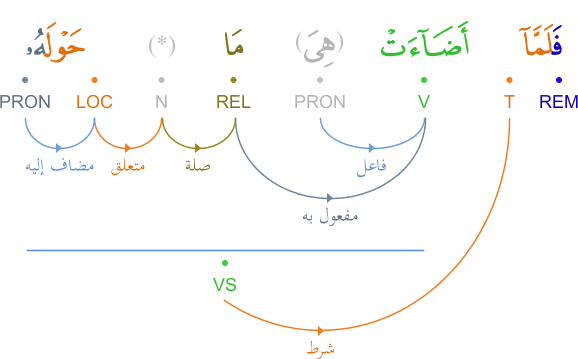 فَلَمَّآ أَضَآءَتْ (هِىَ) مَا (*) حَوْلَهُۥ
REM T V PRON REL N LOC PRON
فاعل صلة متعلق مضاف إليه
مفعول به
VS
شرط